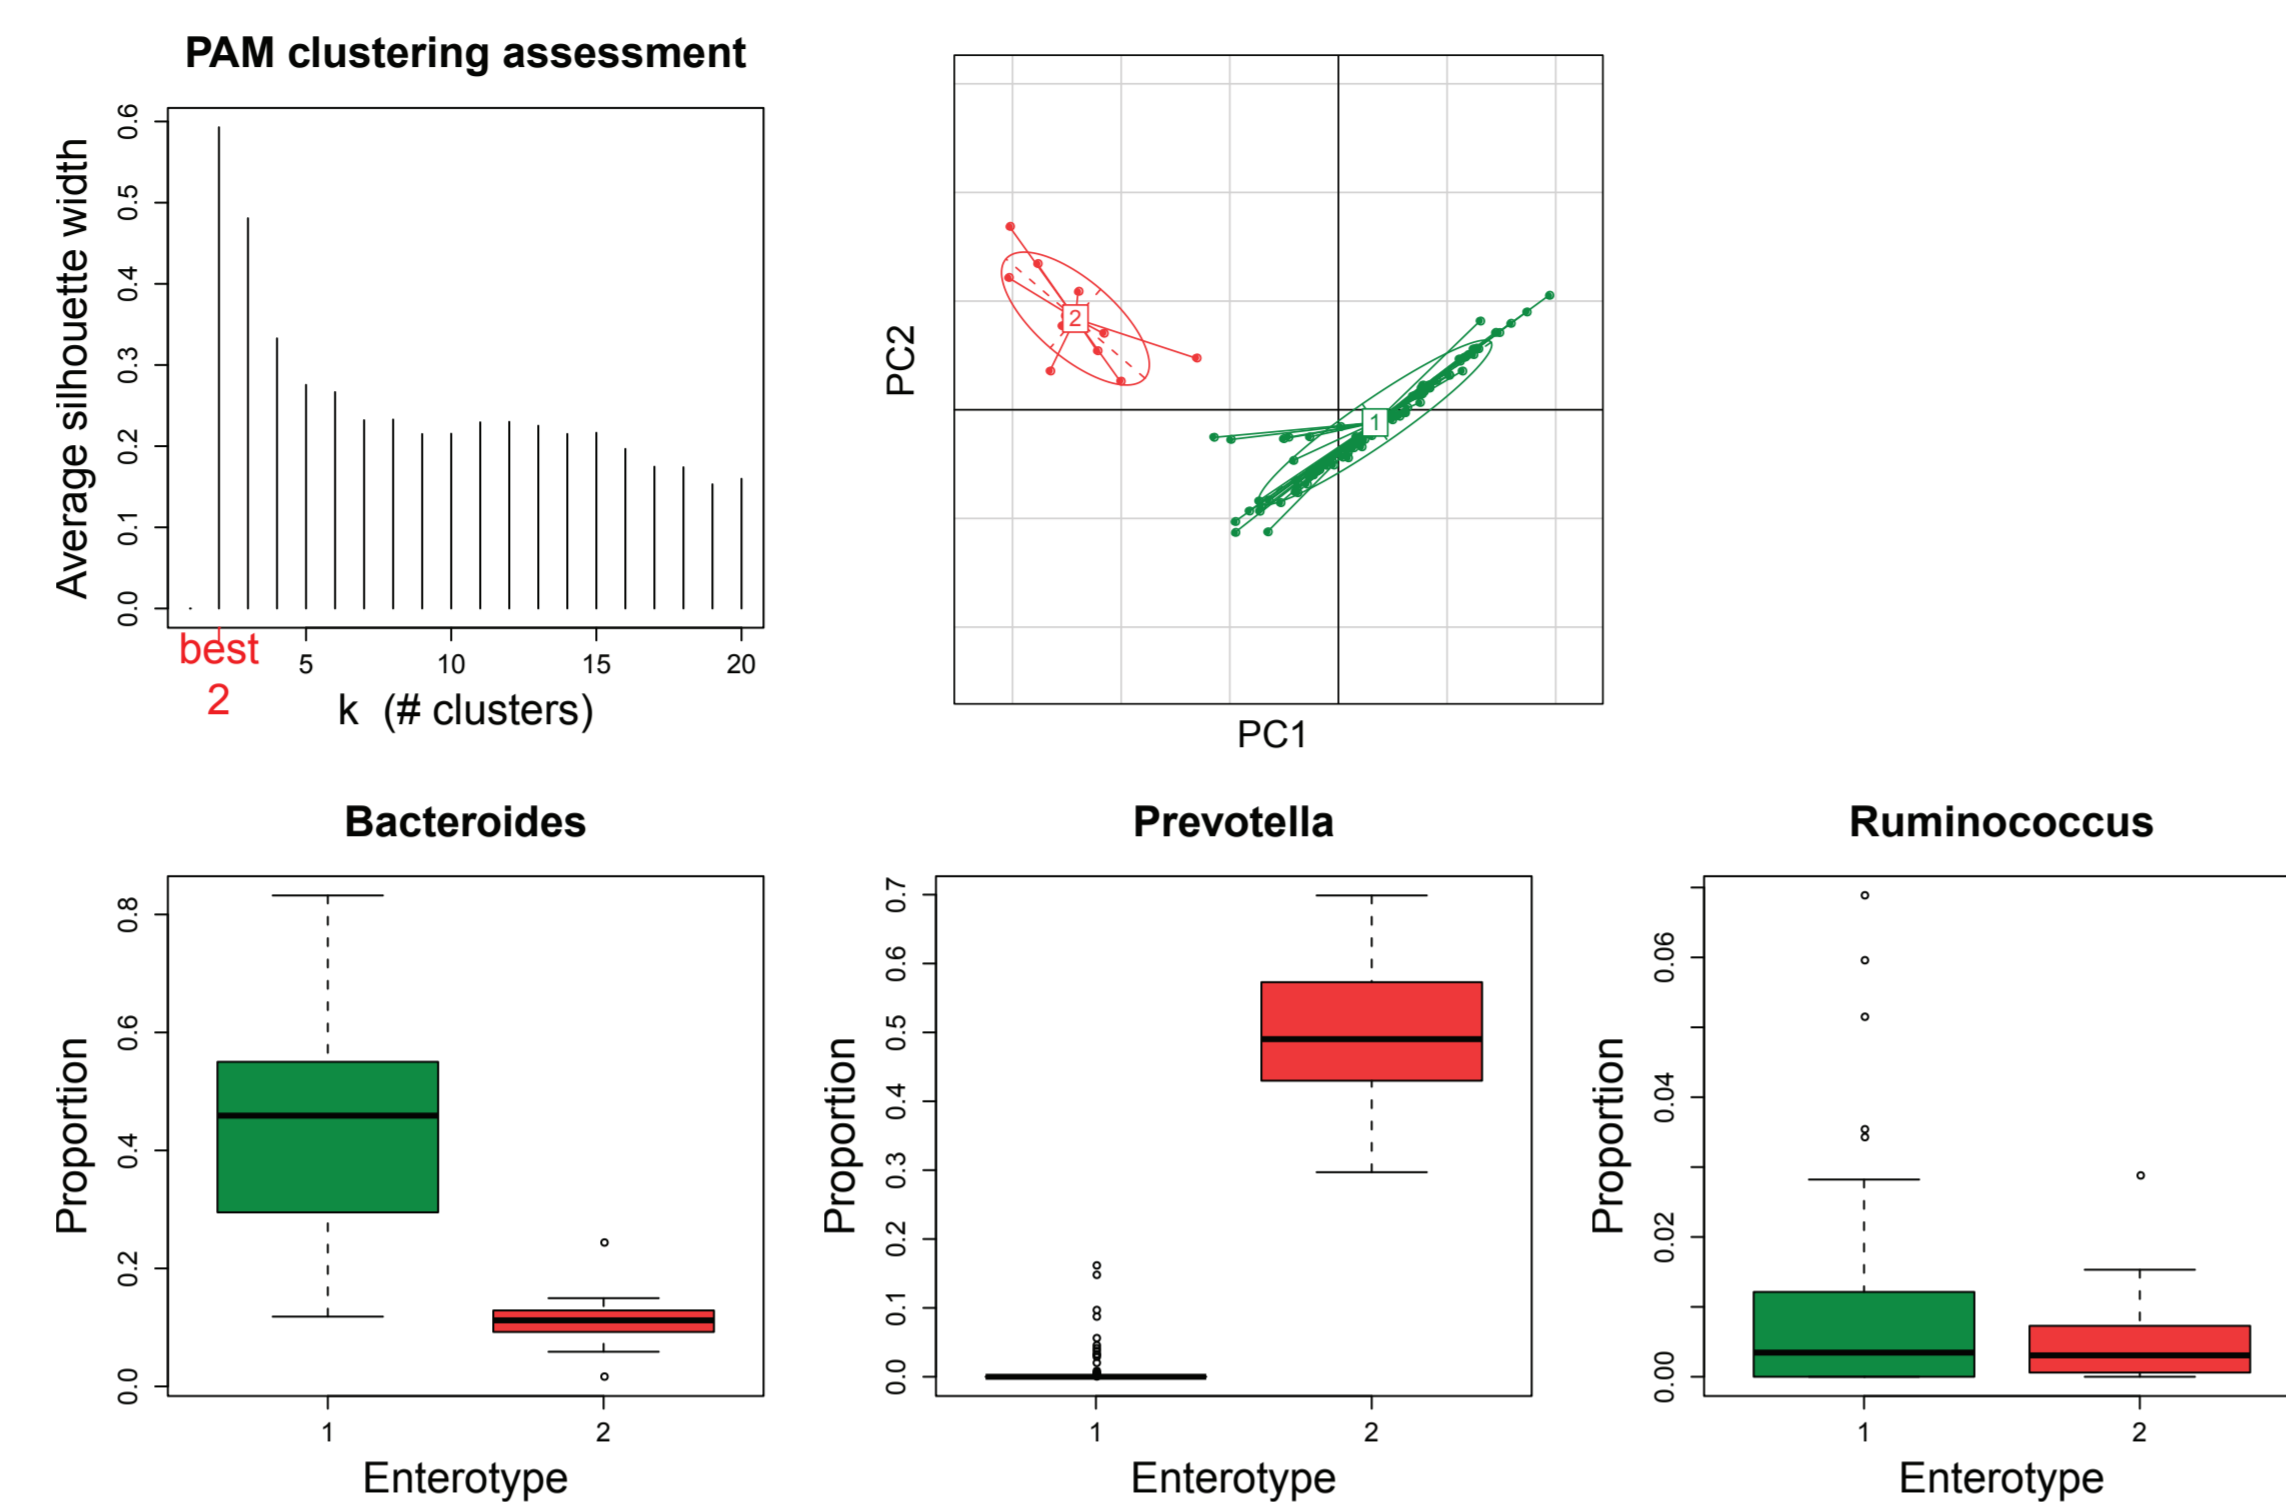 PAM clustering assessment
Average silhouette width
0.0 0.1 0.2 0.3 0.4 0.5 0.6
best 5 10 15 20
2
k (# clusters)
PC2
2
1
PC1
Bacteroides
Proportion
0.0 0.2 0.4 0.6 0.8
1 2
Enterotype
Prevotella
Proportion
0.0 0.1 0.2 0.3 0.4 0.5 0.6 0.7
1 2
Enterotype
Ruminococcus
Proportion
0.00 0.02 0.04 0.06
1 2
Enterotype